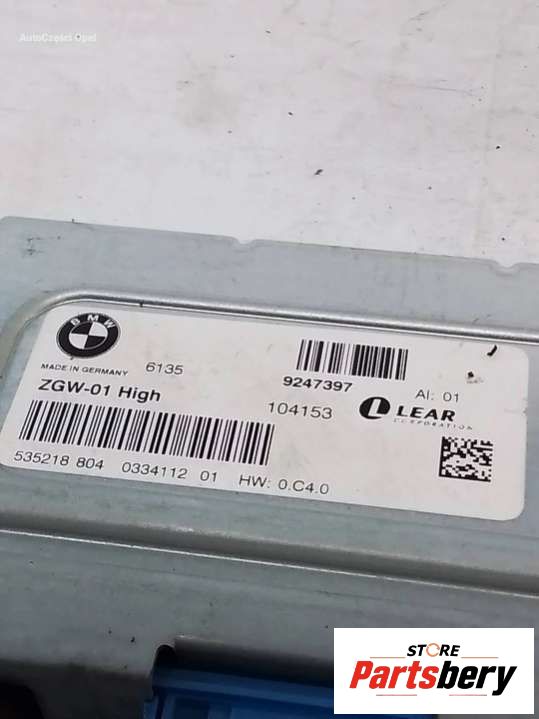 AutoCzęści Opel
BMW
MADE IN GERMANY 6135
9247397 AI: 01
ZGW-01 High
104153 LEAR
CORPORATION
535218 804 0334112 01 HW: 0.C4.0
STORE
Partsbery